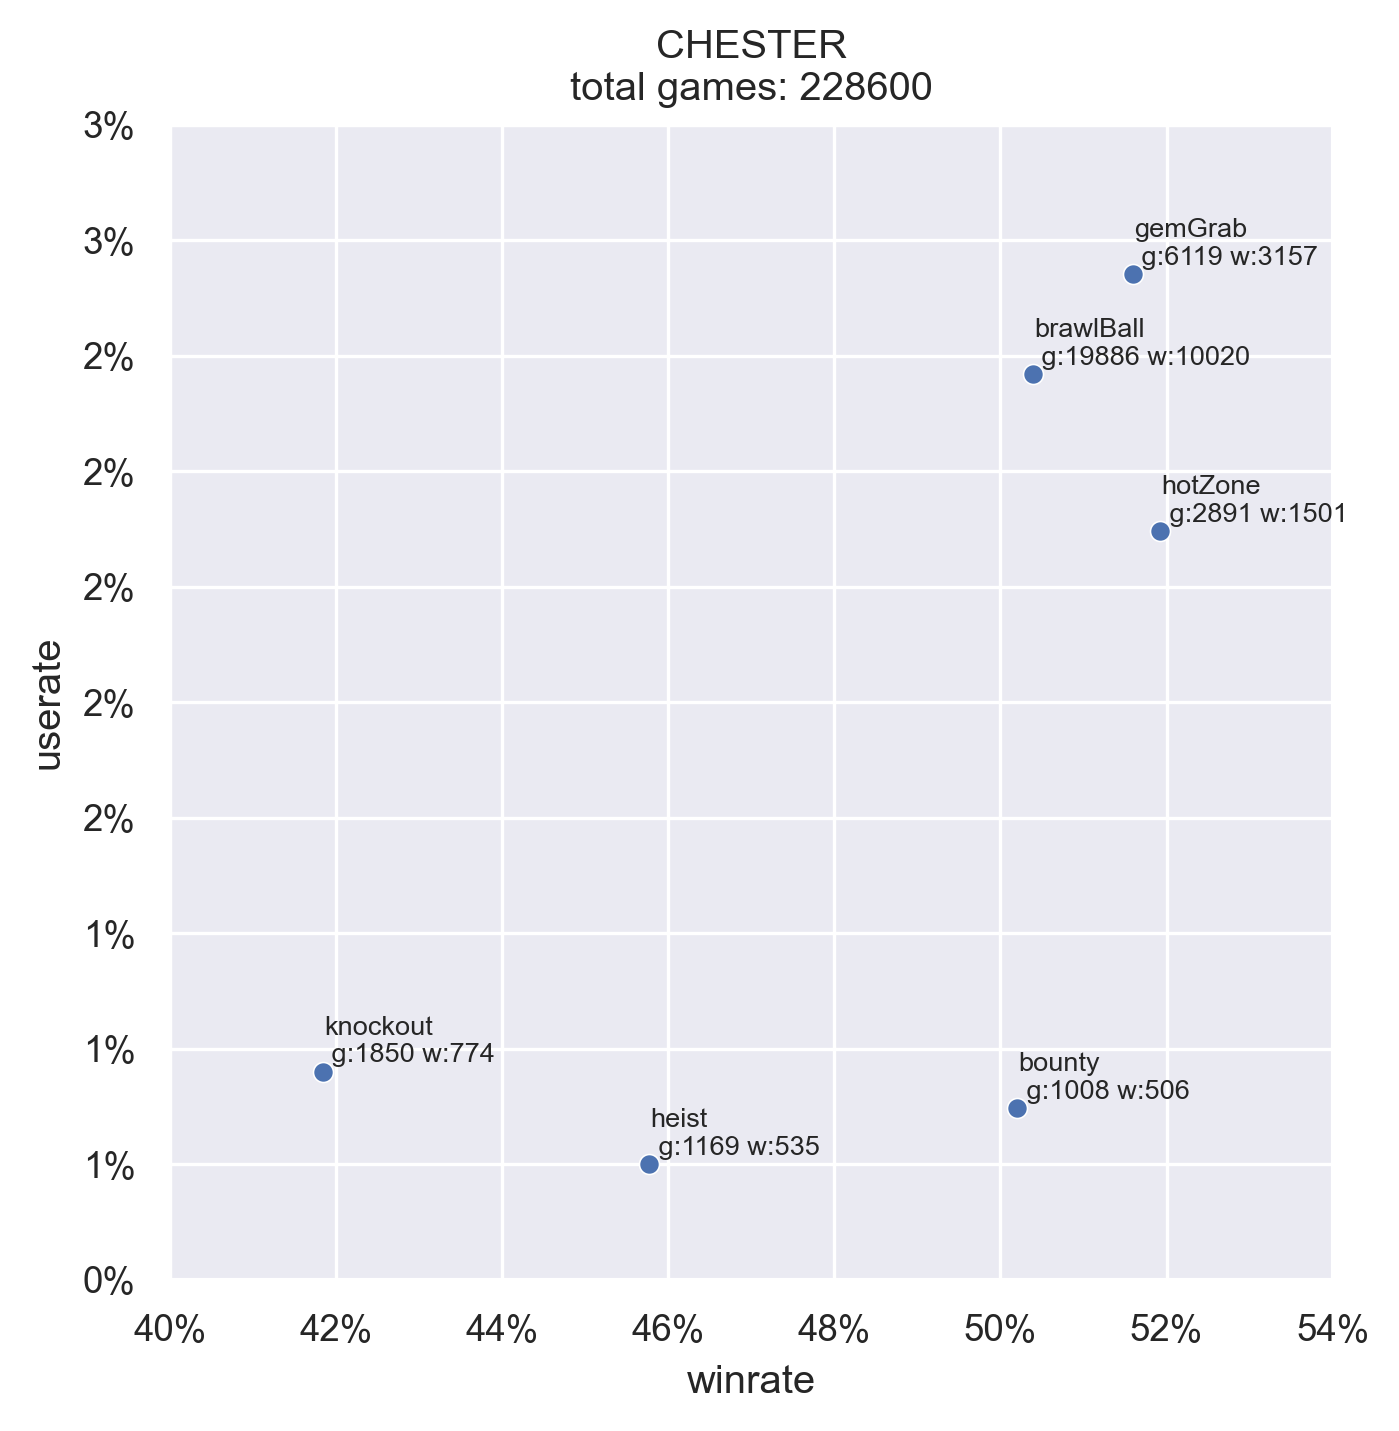 CHESTER
total games: 228600
3%
3%
2%
2%
2%
2%
2%
1%
1%
1%
0%
userate
gemGrab
g:6119 w:3157
brawlBall
g:19886 w:10020
hotZone
g:2891 w:1501
knockout
g:1850 w:774
bounty
g:1008 w:506
heist
g:1169 w:535
40% 42% 44% 46% 48% 50% 52% 54%
winrate